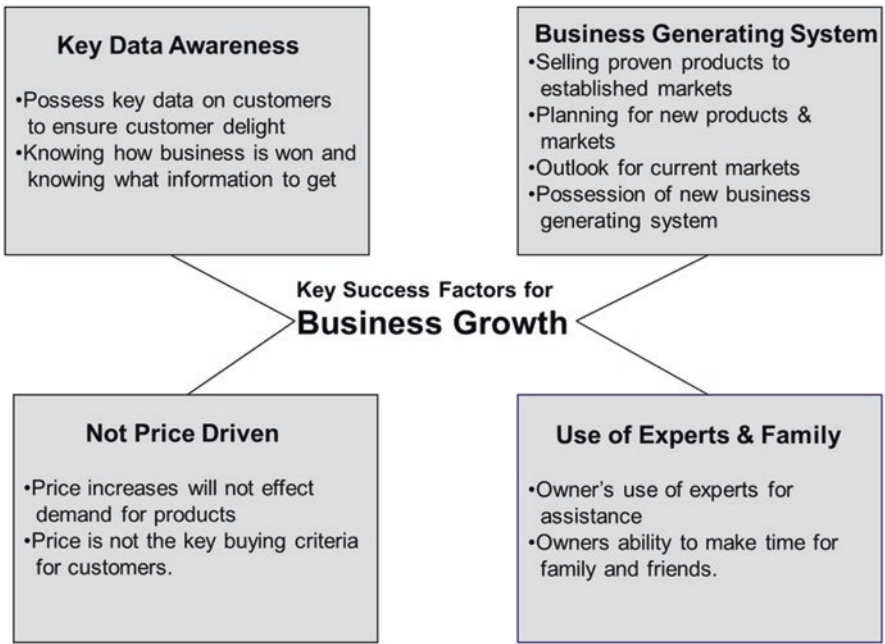 Key Data Awareness
•Possess key data on customers
to ensure customer delight
•Knowing how business is won and
knowing what information to get
Business Generating System
•Selling proven products to
established markets
•Planning for new products &
markets
•Outlook for current markets
•Possession of new business
generating system
Key Success Factors for
Business Growth
Not Price Driven
•Price increases will not effect
demand for products
•Price is not the key buying criteria
for customers.
Use of Experts & Family
•Owner's use of experts for
assistance
•Owners ability to make time for
family and friends.